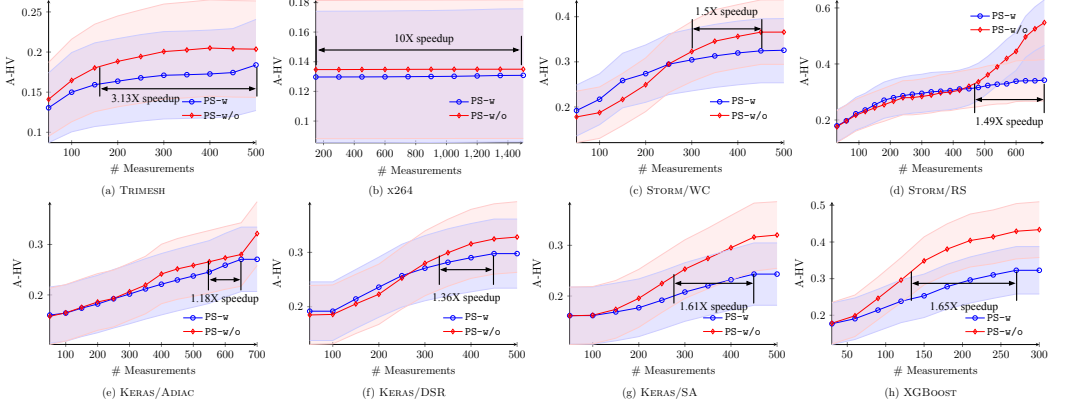 A-HV
0.25
0.2
0.15
0.1
3.13X speedup
PS-w
PS-w/o
100 200 300 400 500
# Measurements
(a) Trimesh
A-HV
0.18
0.16
0.14
0.12
0.1
10X speedup
PS-w
PS-w/o
200 400 600 800 1,000 1,200 1,400
# Measurements
(b) x264
A-HV
0.4
0.3
0.2
1.5X speedup
PS-w
PS-w/o
100 200 300 400 500
# Measurements
(c) Storm/WC
A-HV
0.6
0.4
0.2
PS-w
PS-w/o
1.49X speedup
100 200 300 400 500 600
# Measurements
(d) Storm/RS
A-HV
0.3
0.2
1.18X speedup
PS-w
PS-w/o
100 200 300 400 500 600 700
# Measurements
(e) Keras/Adiac
A-HV
0.3
0.2
1.36X speedup
PS-w
PS-w/o
100 200 300 400 500
# Measurements
(f) Keras/DSR
A-HV
0.3
0.2
1.61X speedup
PS-w
PS-w/o
100 200 300 400 500
# Measurements
(g) Keras/SA
A-HV
0.5
0.4
0.3
0.2
1.65X speedup
PS-w
PS-w/o
50 100 150 200 250 300
# Measurements
(h) XGBoost